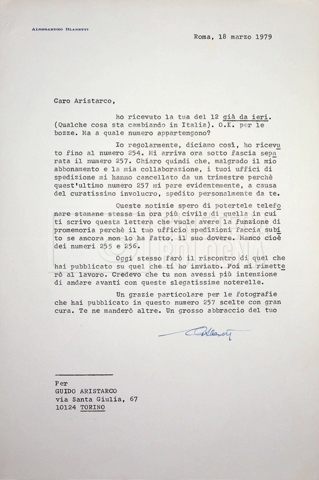 ALESSANDRO BLASETTI
Roma, 18 marzo 1979
Caro Aristarco,
ho ricevuto la tua del 12 già da ieri.
(Qualche cosa sta cambiando in Italia). O.K. per le
bozze. Ma a quale numero appartengono?
Io regolarmente, diciamo così, ho ricevu
to fino al numero 254. Mi arriva ora sotto fascia sepa
rata il numero 257. Chiaro quindi che, malgrado il mio
abbonamento e la mia collaborazione, i tuoi uffici di
spedizione mi hanno cancellato da un trimestre perchè
quest'ultimo numero 257 mi pare evidentemente, a causa
del curatissimo involucro, spedito personalmente da te.
Queste notizie spero di potertele telefo
nare stamane stessa in ora più civile di quella in cui
ti scrivo questa lettera che vuole avere la funzione di
promemoria perchè il tuo ufficio spedizioni faccia subi
to se ancora non lo ha fatto, il suo dovere. Manco cioè
dei numeri 255 e 256.
Oggi stesso farò il riscontro di quel che
hai pubblicato su quel che ti ho inviato. Poi mi rimette
rò al lavoro. Credevo che tu non avessi più intenzione
di andare avanti con queste slegatissime noterelle.
Un grazie particolare per le fotografie
che hai pubblicato in questo numero 257 scelte con gran
cura. Te ne manderò altre. Un grosso abbraccio del tuo
Per
GUIDO ARISTARCO
via Santa Giulia, 67
10124 TORINO